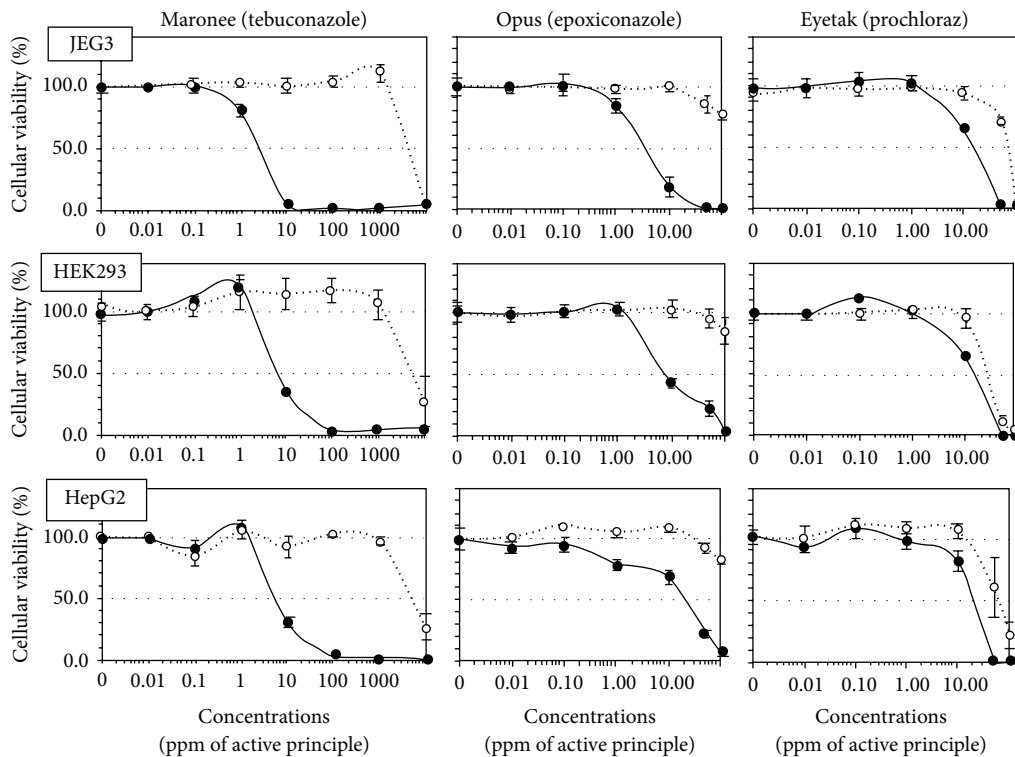 Maronee (tebuconazole) Opus (epoxiconazole) Eyetak (prochloraz)
JEG3
Cellular viability (%)
100.0
50.0
0.0
0 0.01 0.1 1 10 100 1000
0 0.01 0.10 1.00 10.00
0 0.01 0.10 1.00 10.00
HEK293
Cellular viability (%)
100.0
50.0
0.0
0 0.01 0.1 1 10 100 1000
0 0.01 0.10 1.00 10.00
0 0.01 0.10 1.00 10.00
HepG2
Cellular viability (%)
100.0
50.0
0.0
0 0.01 0.1 1 10 100 1000
0 0.01 0.10 1.00 10.00
0 0.01 0.10 1.00 10.00
Concentrations
(ppm of active principle)
Concentrations
(ppm of active principle)
Concentrations
(ppm of active principle)